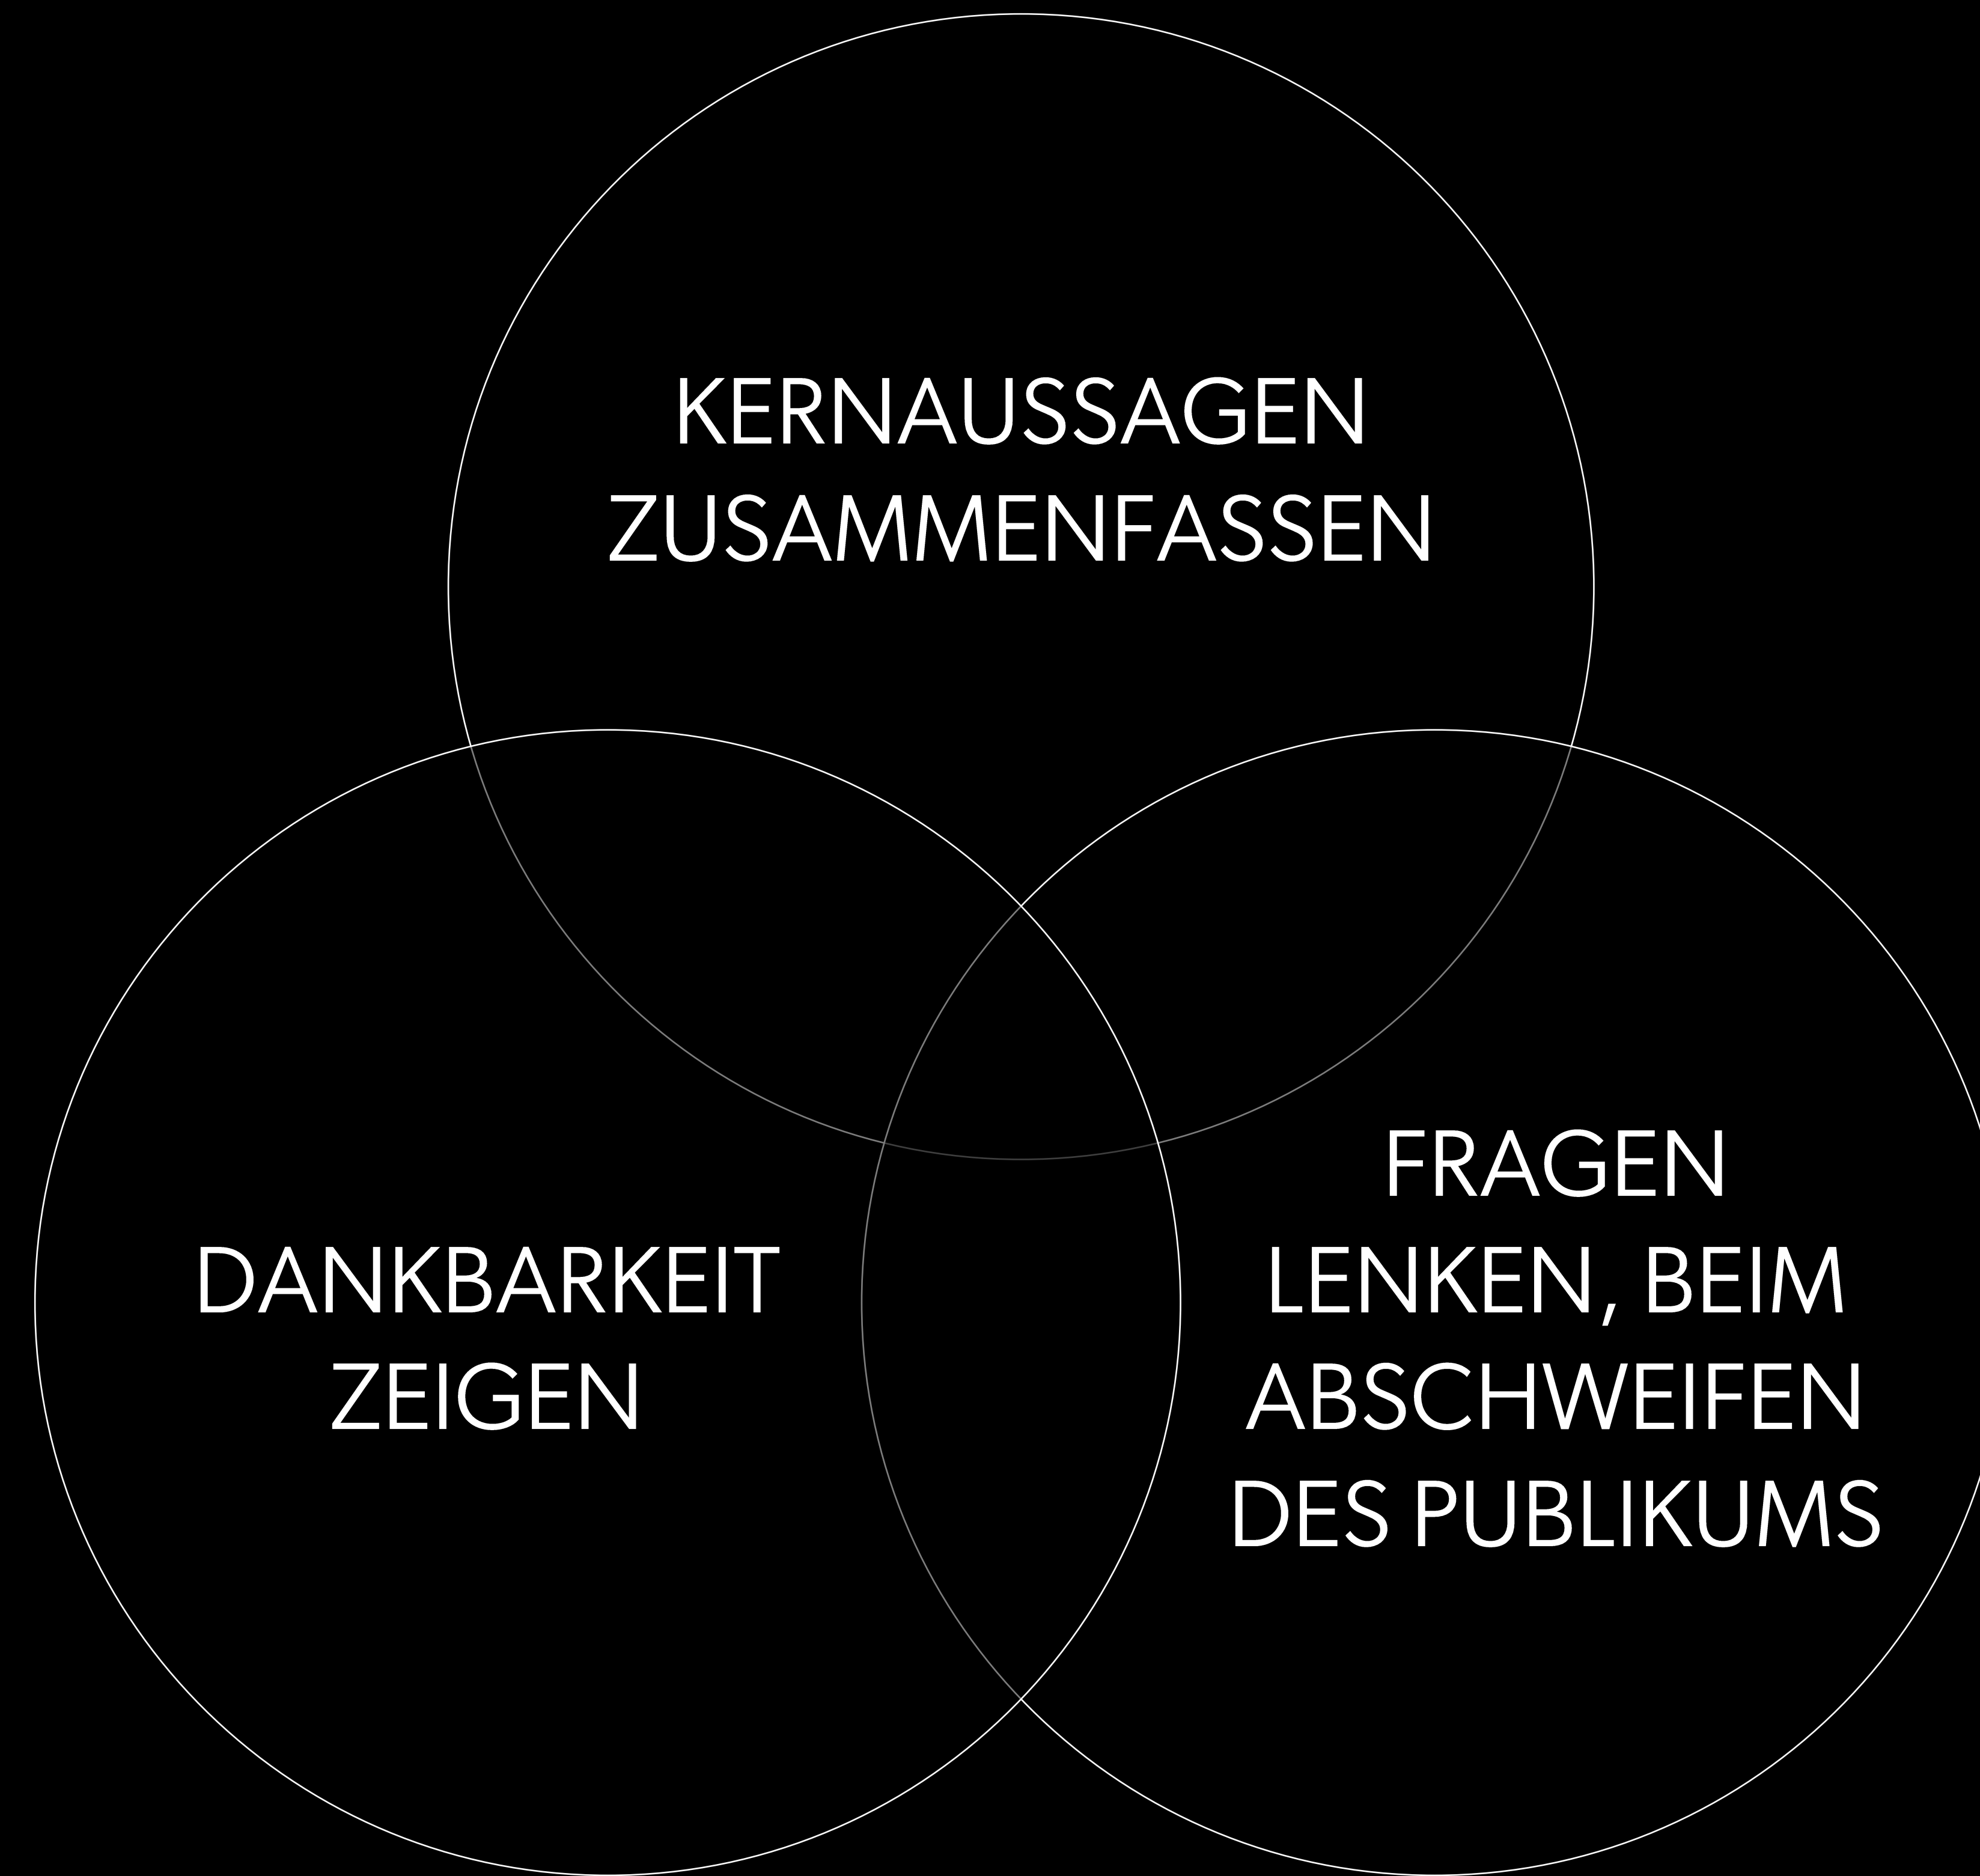 KERNAUSSAGEN
ZUSAMMENFASSEN
DANKBARKEIT
ZEIGEN
FRAGEN
LENKEN, BEIM
ABSCHWEIFEN
DES PUBLIKUMS